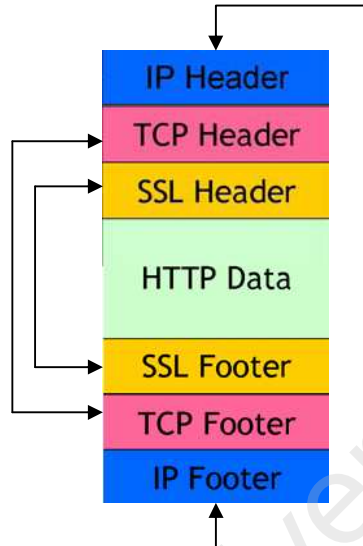 IP Header
TCP Header
SSL Header
HTTP Data
SSL Footer
TCP Footer
IP Footer